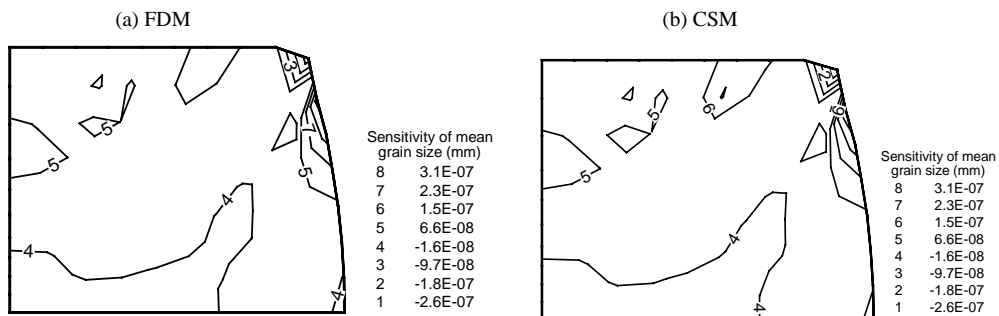 (a) FDM
(b) CSM
3
5
7
5
5
4
4
4
Sensitivity of mean
grain size (mm)
8 3.1E-07
7 2.3E-07
6 1.5E-07
5 6.6E-08
4 -1.6E-08
3 -9.7E-08
2 -1.8E-07
1 -2.6E-07
2
6
5
6
5
4
4
Sensitivity of mean
grain size (mm)
8 3.1E-07
7 2.3E-07
6 1.5E-07
5 6.6E-08
4 -1.6E-08
3 -9.7E-08
2 -1.8E-07
1 -2.6E-07